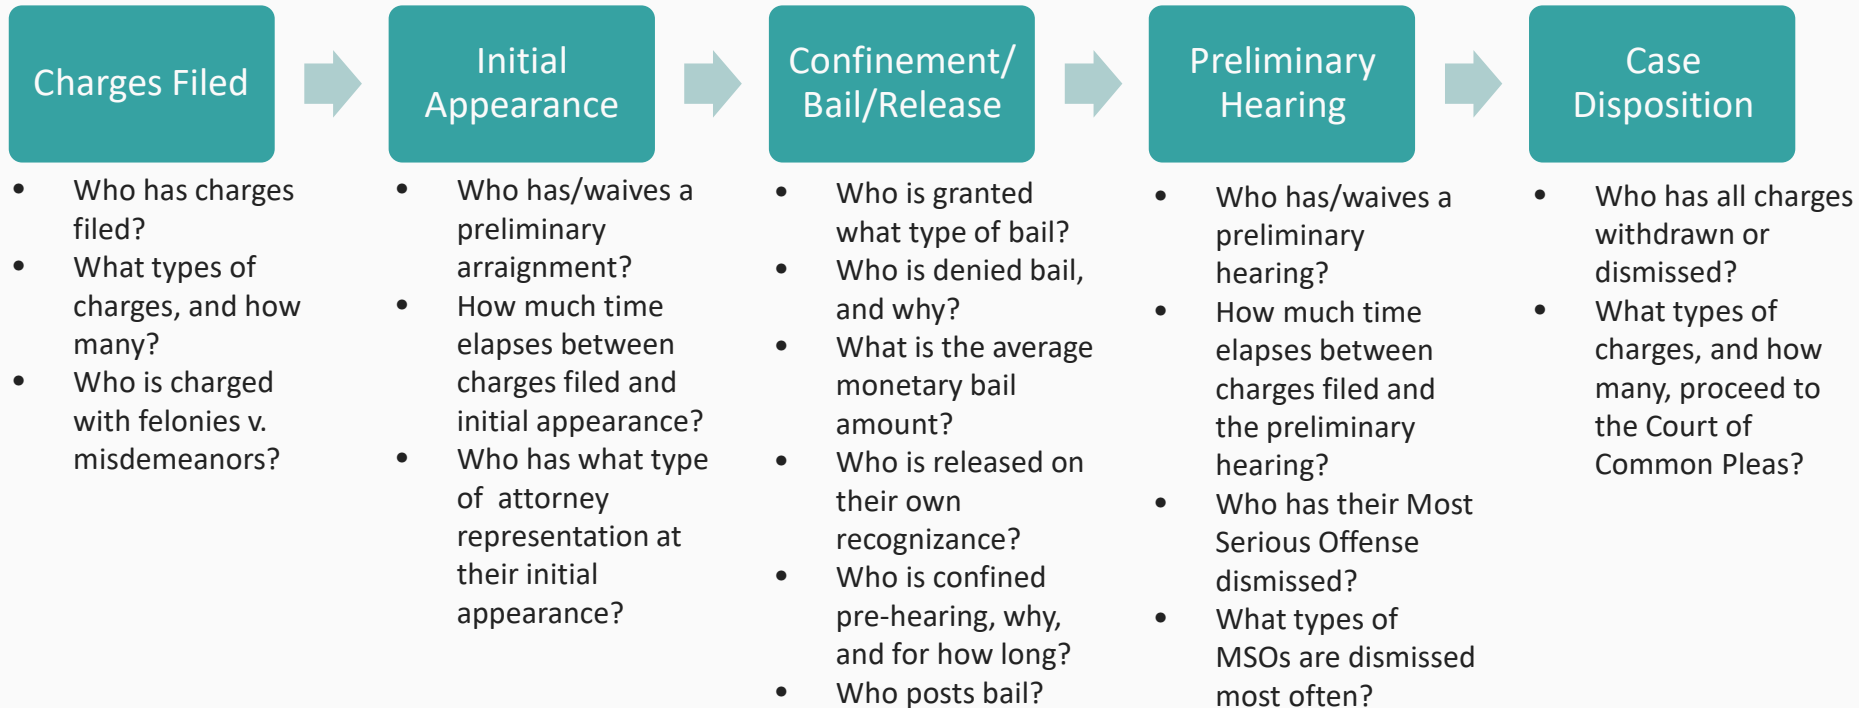 Charges Filed
• Who has charges
filed?
• What types of
charges, and how
many?
• Who is charged
with felonies v.
misdemeanors?
Initial
Appearance
• Who has/waives a
preliminary
arraignment?
• How much time
elapses between
charges filed and
initial appearance?
• Who has what type
of attorney
representation at
their initial
appearance?
Confinement/
Bail/Release
• Who is granted
what type of bail?
• Who is denied bail,
and why?
• What is the average
monetary bail
amount?
• Who is released on
their own
recognizance?
• Who is confined
pre-hearing, why,
and for how long?
• Who posts bail?
Preliminary
Hearing
• Who has/waives a
preliminary
hearing?
• How much time
elapses between
charges filed and
the preliminary
hearing?
• Who has their Most
Serious Offense
dismissed?
• What types of
MSOs are dismissed
most often?
Case
Disposition
• Who has all charges
withdrawn or
dismissed?
• What types of
charges, and how
many, proceed to
the Court of
Common Pleas?